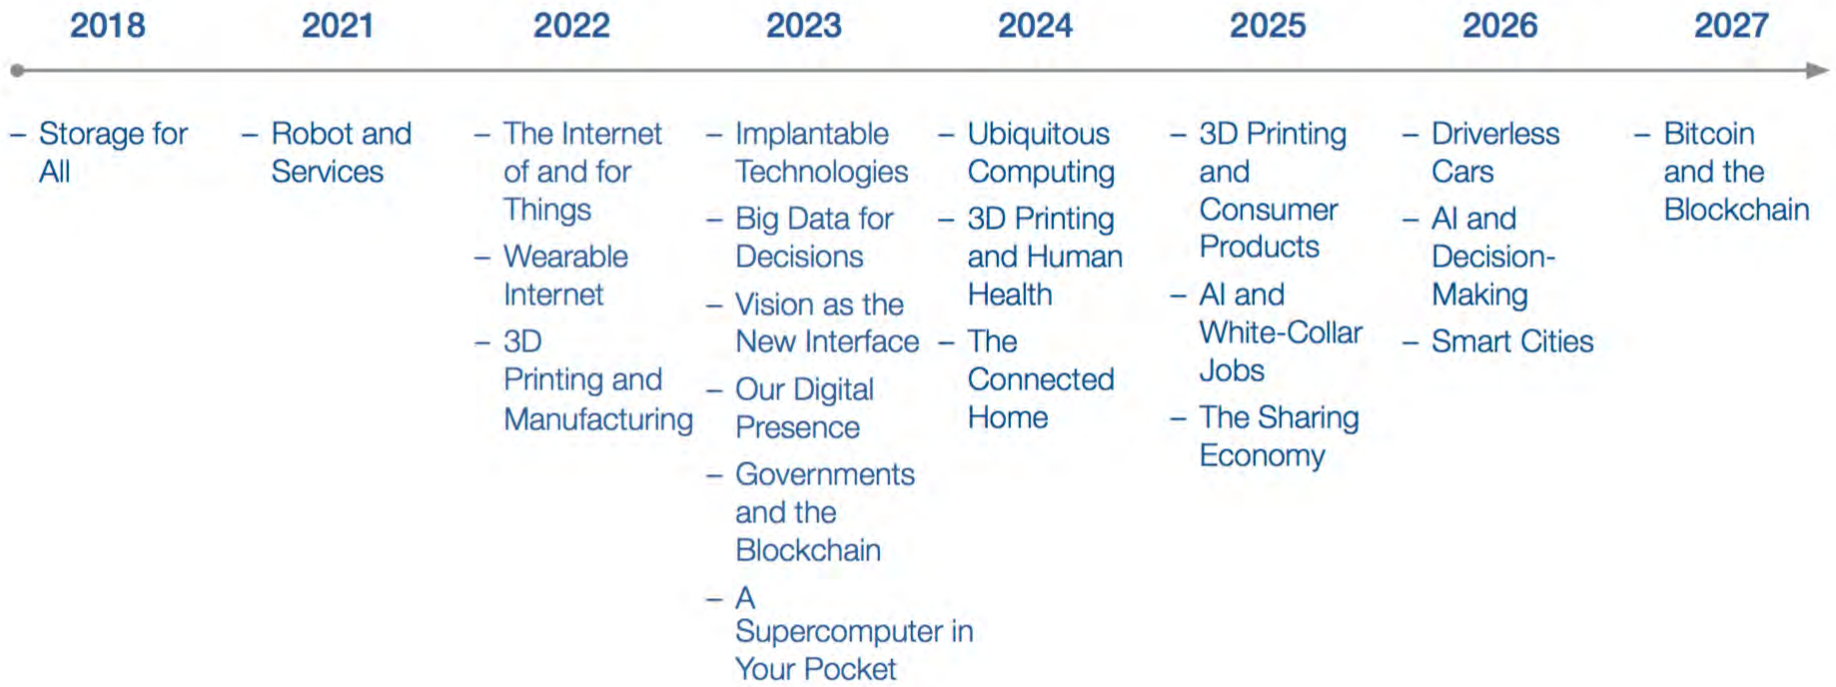 2018 2021 2022 2023 2024 2025 2026 2027
– Storage for
All
– Robot and
Services
– The Internet
of and for
Things
– Wearable
Internet
– 3D
Printing and
Manufacturing
– Implantable
Technologies
– Big Data for
Decisions
– Vision as the
New Interface
– Our Digital
Presence
– Governments
and the
Blockchain
– A
Supercomputer in
Your Pocket
– Ubiquitous
Computing
– 3D Printing
and Human
Health
– The
Connected
Home
– 3D Printing
and
Consumer
Products
– AI and
White-Collar
Jobs
– The Sharing
Economy
– Driverless
Cars
– AI and
Decision-
Making
– Smart Cities
– Bitcoin
and the
Blockchain